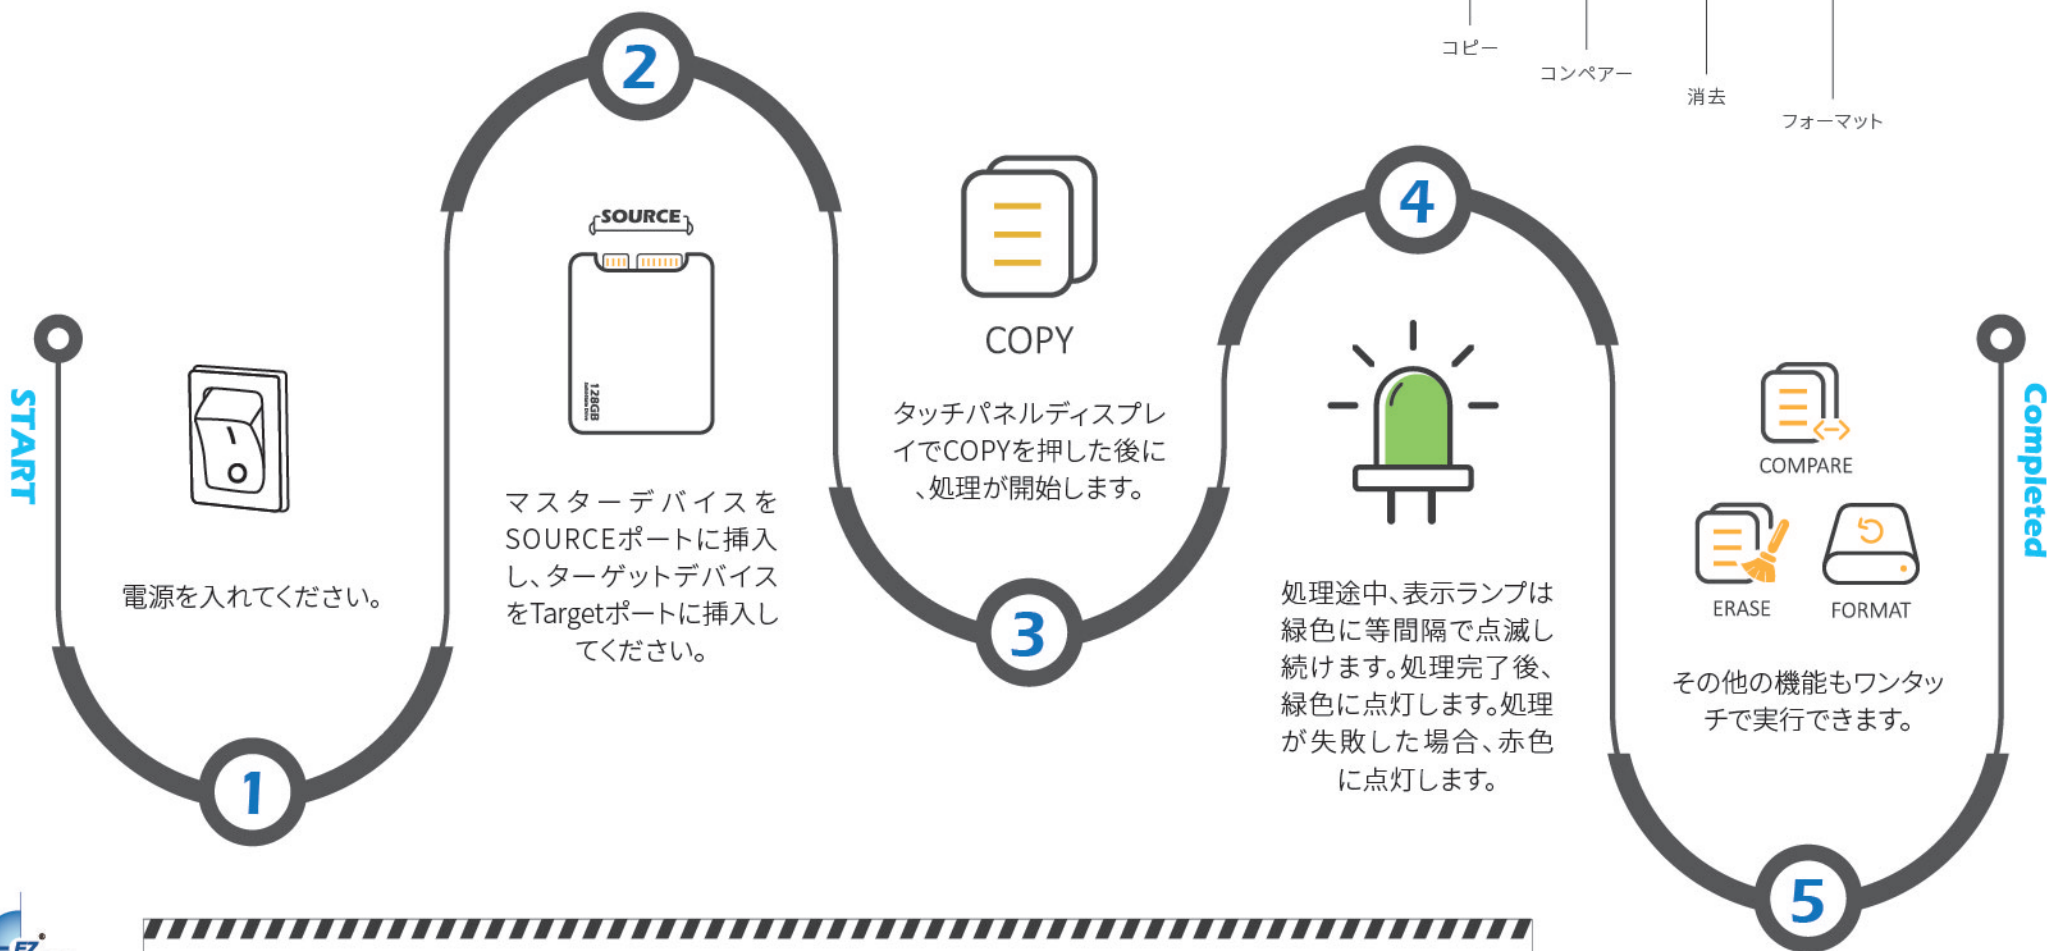 コピー
コンペアー
消去
フォーマット
START
1
電源を入れてください。
2
SOURCE
128GB
マスターデバイスを
SOURCEポートに挿入
し、ターゲットデバイス
をTargetポートに挿入し
てください。
COPY
タッチパネルディスプレ
イでCOPYを押した後に
、処理が開始します。
3
4
処理途中、表示ランプは
緑色に等間隔で点滅し
続けます。処理完了後、
緑色に点灯します。処理
が失敗した場合、赤色
に点灯します。
COMPARE
ERASE
FORMAT
その他の機能もワンタッ
チで実行できます。
5
Completed
EZ